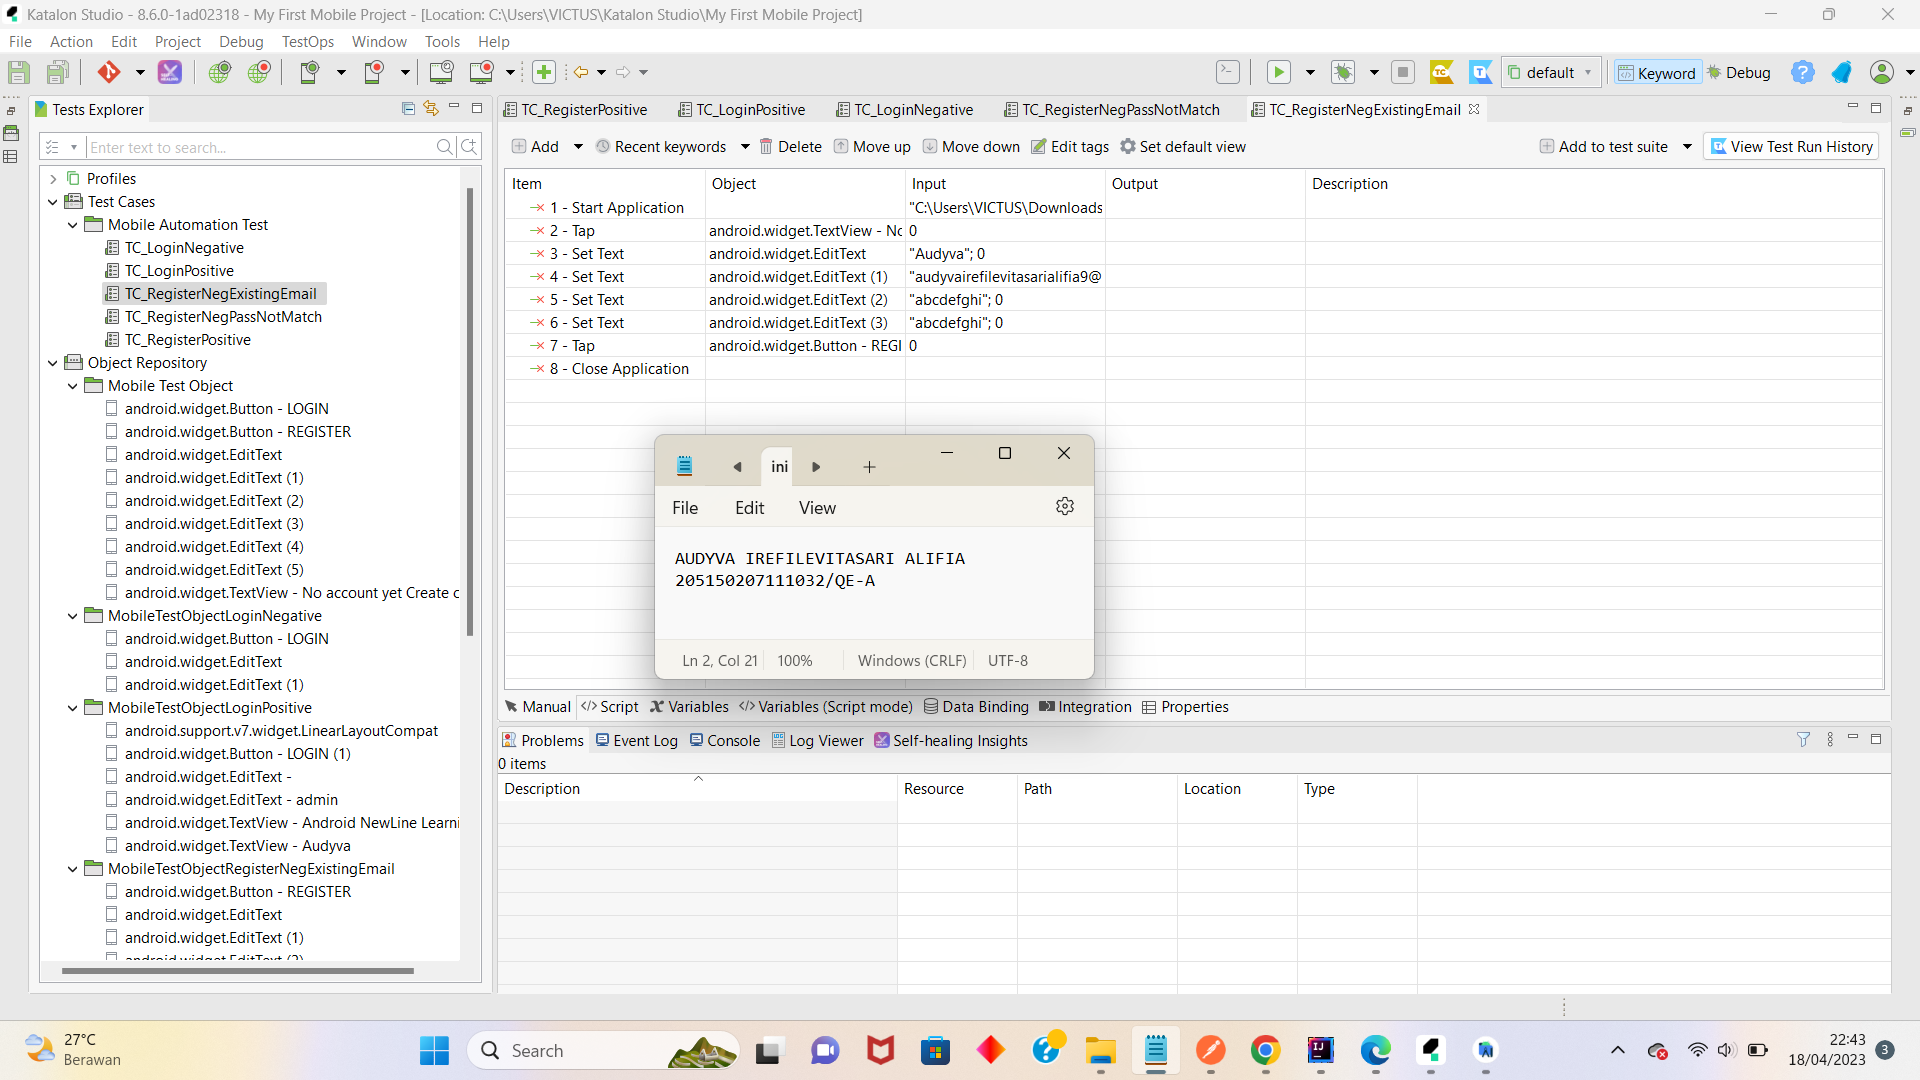 Katalon Studio - 8.6.0-1ad02318 - My First Mobile Project - [Location: C:\Users\VICTUS\Katalon Studio\My First Mobile Project]
File Action Edit Project Debug TestOps Window Tools Help
default Keyword Debug
Tests Explorer
Enter text to search...
Profiles
Test Cases
Mobile Automation Test
TC_LoginNegative
TC_LoginPositive
TC_RegisterNegExistingEmail
TC_RegisterNegPassNotMatch
TC_RegisterPositive
Object Repository
Mobile Test Object
android.widget.Button - LOGIN
android.widget.Button - REGISTER
android.widget.EditText
android.widget.EditText (1)
android.widget.EditText (2)
android.widget.EditText (3)
android.widget.EditText (4)
android.widget.EditText (5)
android.widget.TextView - No account yet Create o
MobileTestObjectLoginNegative
android.widget.Button - LOGIN
android.widget.EditText
android.widget.EditText (1)
MobileTestObjectLoginPositive
android.support.v7.widget.LinearLayoutCompat
android.widget.Button - LOGIN (1)
android.widget.EditText -
android.widget.EditText - admin
android.widget.TextView - Android NewLine Learni
android.widget.TextView - Audyva
MobileTestObjectRegisterNegExistingEmail
android.widget.Button - REGISTER
android.widget.EditText
android.widget.EditText (1)
android.widget.EditText (2)
TC_RegisterPositive TC_LoginPositive TC_LoginNegative TC_RegisterNegPassNotMatch TC_RegisterNegExistingEmail
Add Recent keywords Delete Move up Move down Edit tags Set default view Add to test suite View Test Run History
Item Object Input Output Description
1 - Start Application "C:\Users\VICTUS\Downloads
2 - Tap android.widget.TextView - No 0
3 - Set Text android.widget.EditText "Audyva"; 0
4 - Set Text android.widget.EditText (1) "audyvairefilevitasarialifia9@
5 - Set Text android.widget.EditText (2) "abcdefghi"; 0
6 - Set Text android.widget.EditText (3) "abcdefghi"; 0
7 - Tap android.widget.Button - REGI 0
8 - Close Application
ini
File Edit View
AUDYVA IREFILEVITASARI ALIFIA
205150207111032/QE-A
Ln 2, Col 21 100% Windows (CRLF) UTF-8
Manual Script Variables Variables (Script mode) Data Binding Integration Properties
Problems Event Log Console Log Viewer Self-healing Insights
0 items
Description Resource Path Location Type
27°C
Berawan
Search
22:43
18/04/2023
3